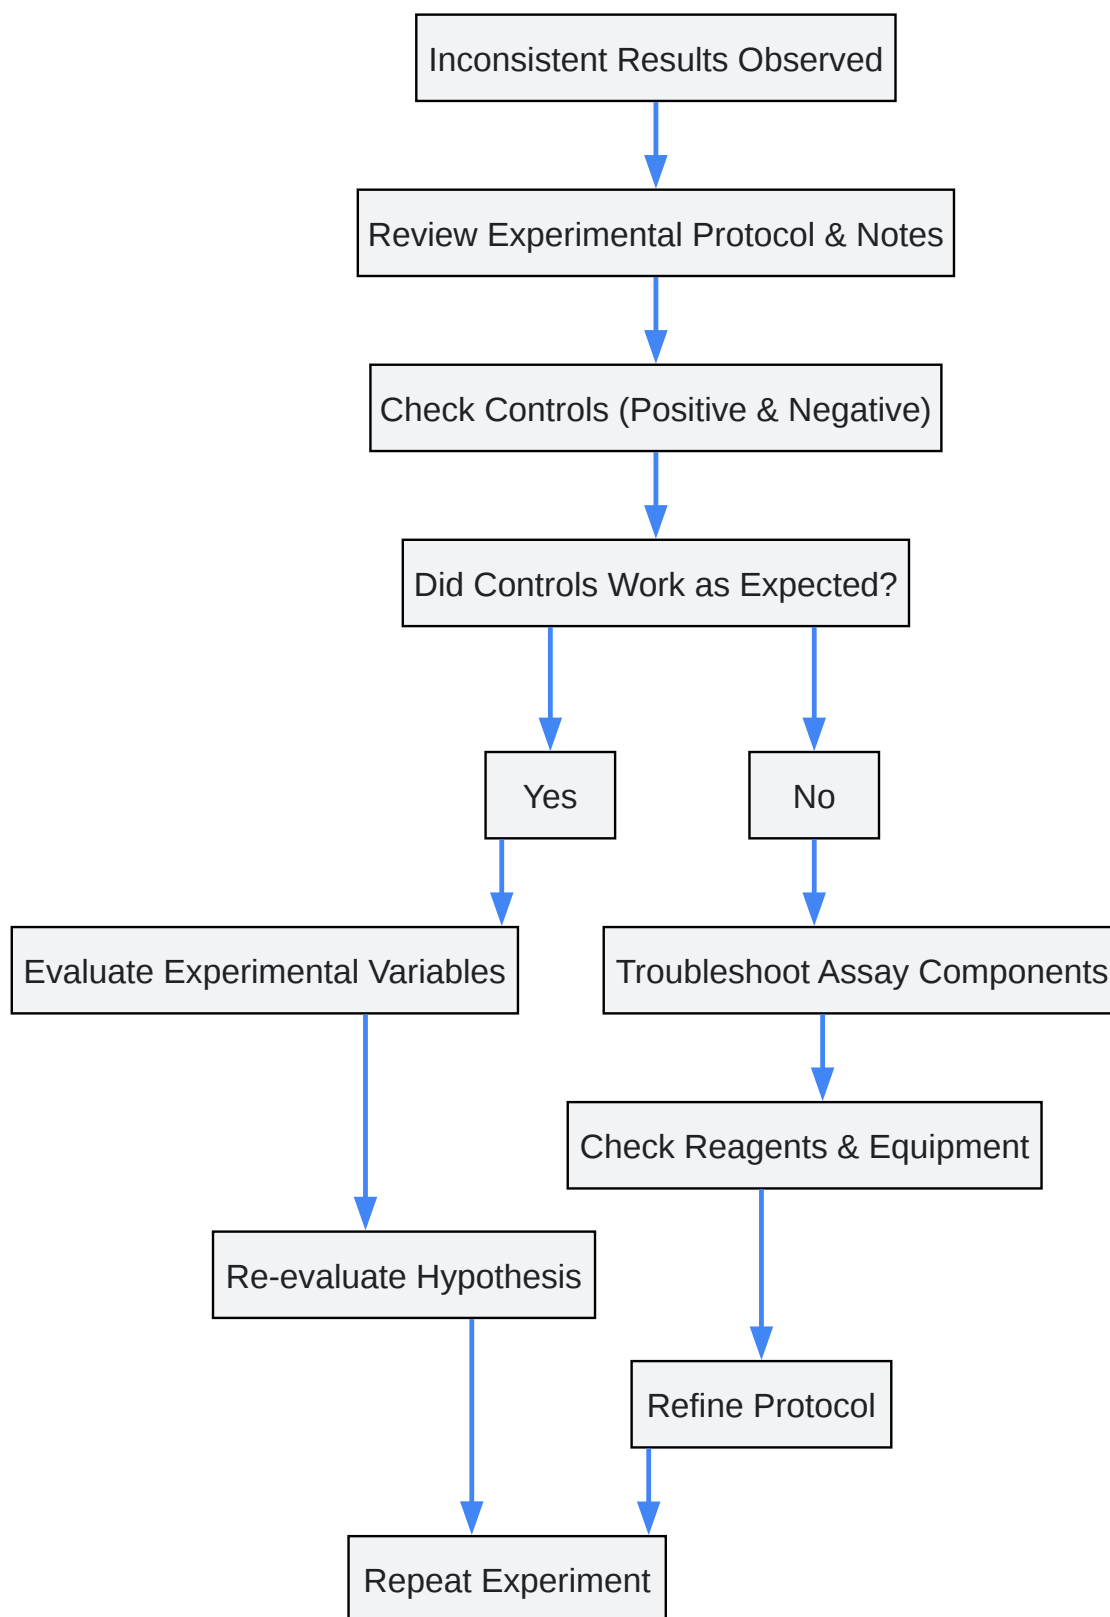 Inconsistent Results Observed
Review Experimental Protocol & Notes
Check Controls (Positive & Negative)
Did Controls Work as Expected?
Yes
No
Evaluate Experimental Variables
Troubleshoot Assay Components
Check Reagents & Equipment
Re-evaluate Hypothesis
Refine Protocol
Repeat Experiment